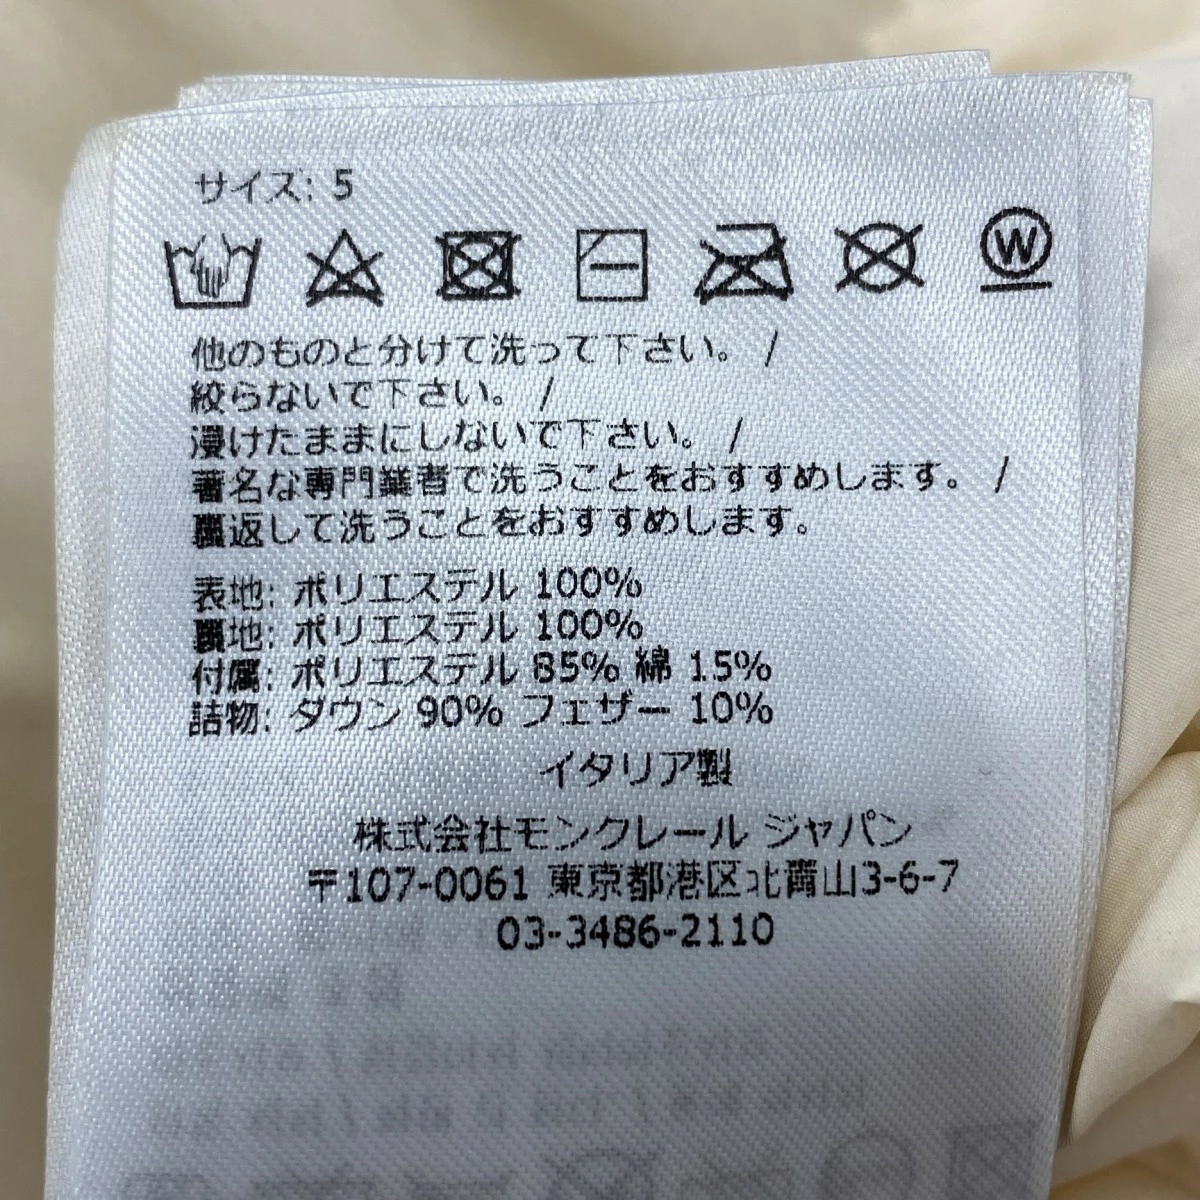 サイズ: 5
W
他のものと分けて洗って下さい。 /
絞らないで下さい。 /
浸けたままにしないで下さい。 /
著名な専門業者で洗うことをおすすめします。 /
裏返して洗うことをおすすめします。
表地: ポリエステル 100%
裏地: ポリエステル 100%
付属: ポリエステル 85% 綿 15%
詰物: ダウン 90% フェザー 10%
イタリア製
株式会社モンクレール ジャパン
〒107-0061 東京都港区北青山3-6-7
03-3486-2110